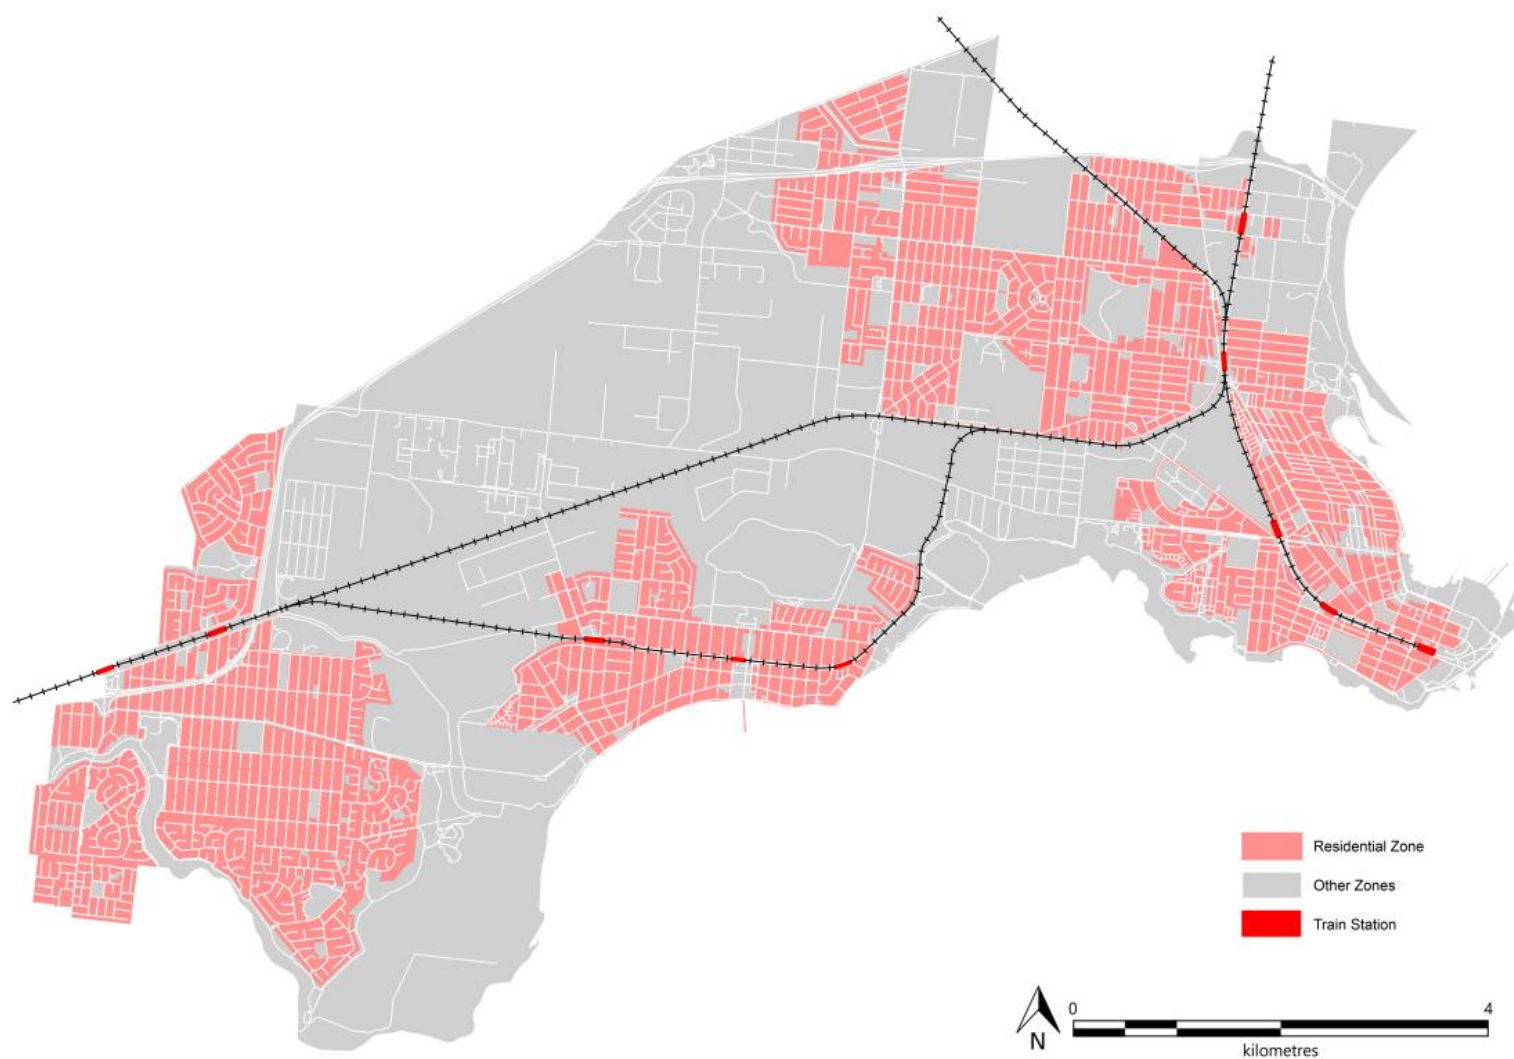 Residential Zone
Other Zones
Train Station
N
0 4
kilometres